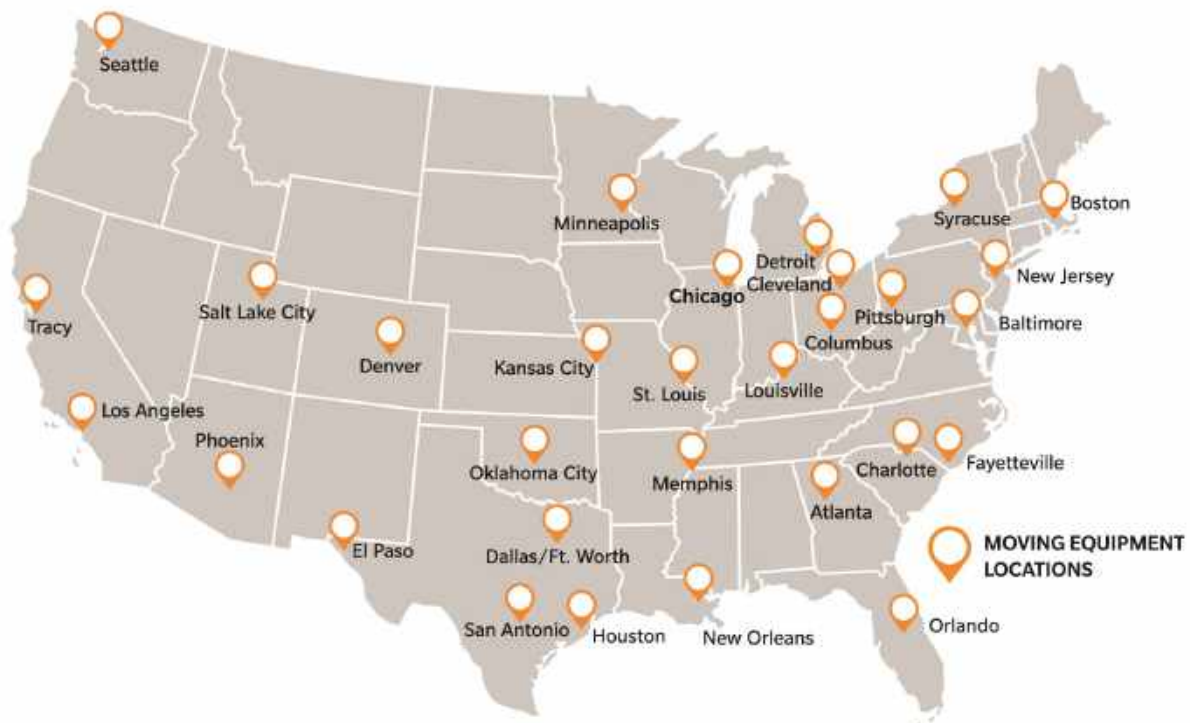 Seattle
Minneapolis
Syracuse
Boston
Detroit
Cleveland
New Jersey
Chicago
Salt Lake City
Tracy
Pittsburgh
Baltimore
Columbus
Denver
Kansas City
St. Louis
Louisville
Los Angeles
Phoenix
Oklahoma City
Memphis
Charlotte
Fayetteville
Atlanta
El Paso
Dallas/Ft. Worth
MOVING EQUIPMENT
LOCATIONS
San Antonio
Houston
New Orleans
Orlando